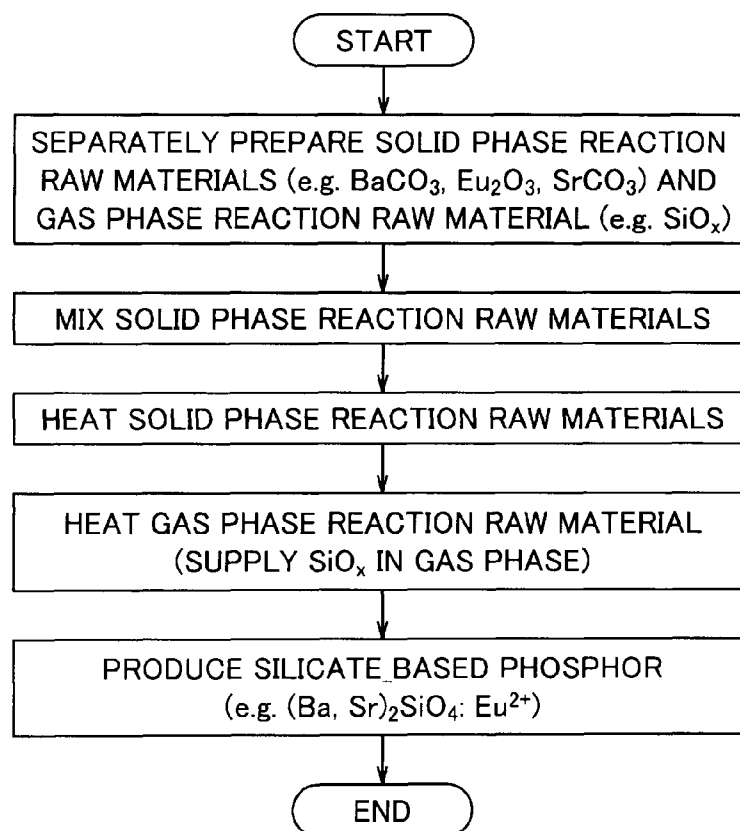 START
SEPARATELY PREPARE SOLID PHASE REACTION
RAW MATERIALS (e.g. BaCO₃, Eu₂O₃, SrCO₃) AND
GAS PHASE REACTION RAW MATERIAL (e.g. SiOₓ)
MIX SOLID PHASE REACTION RAW MATERIALS
HEAT SOLID PHASE REACTION RAW MATERIALS
HEAT GAS PHASE REACTION RAW MATERIAL
(SUPPLY SiOₓ IN GAS PHASE)
PRODUCE SILICATE BASED PHOSPHOR
(e.g. (Ba, Sr)₂SiO₄: Eu²⁺)
END